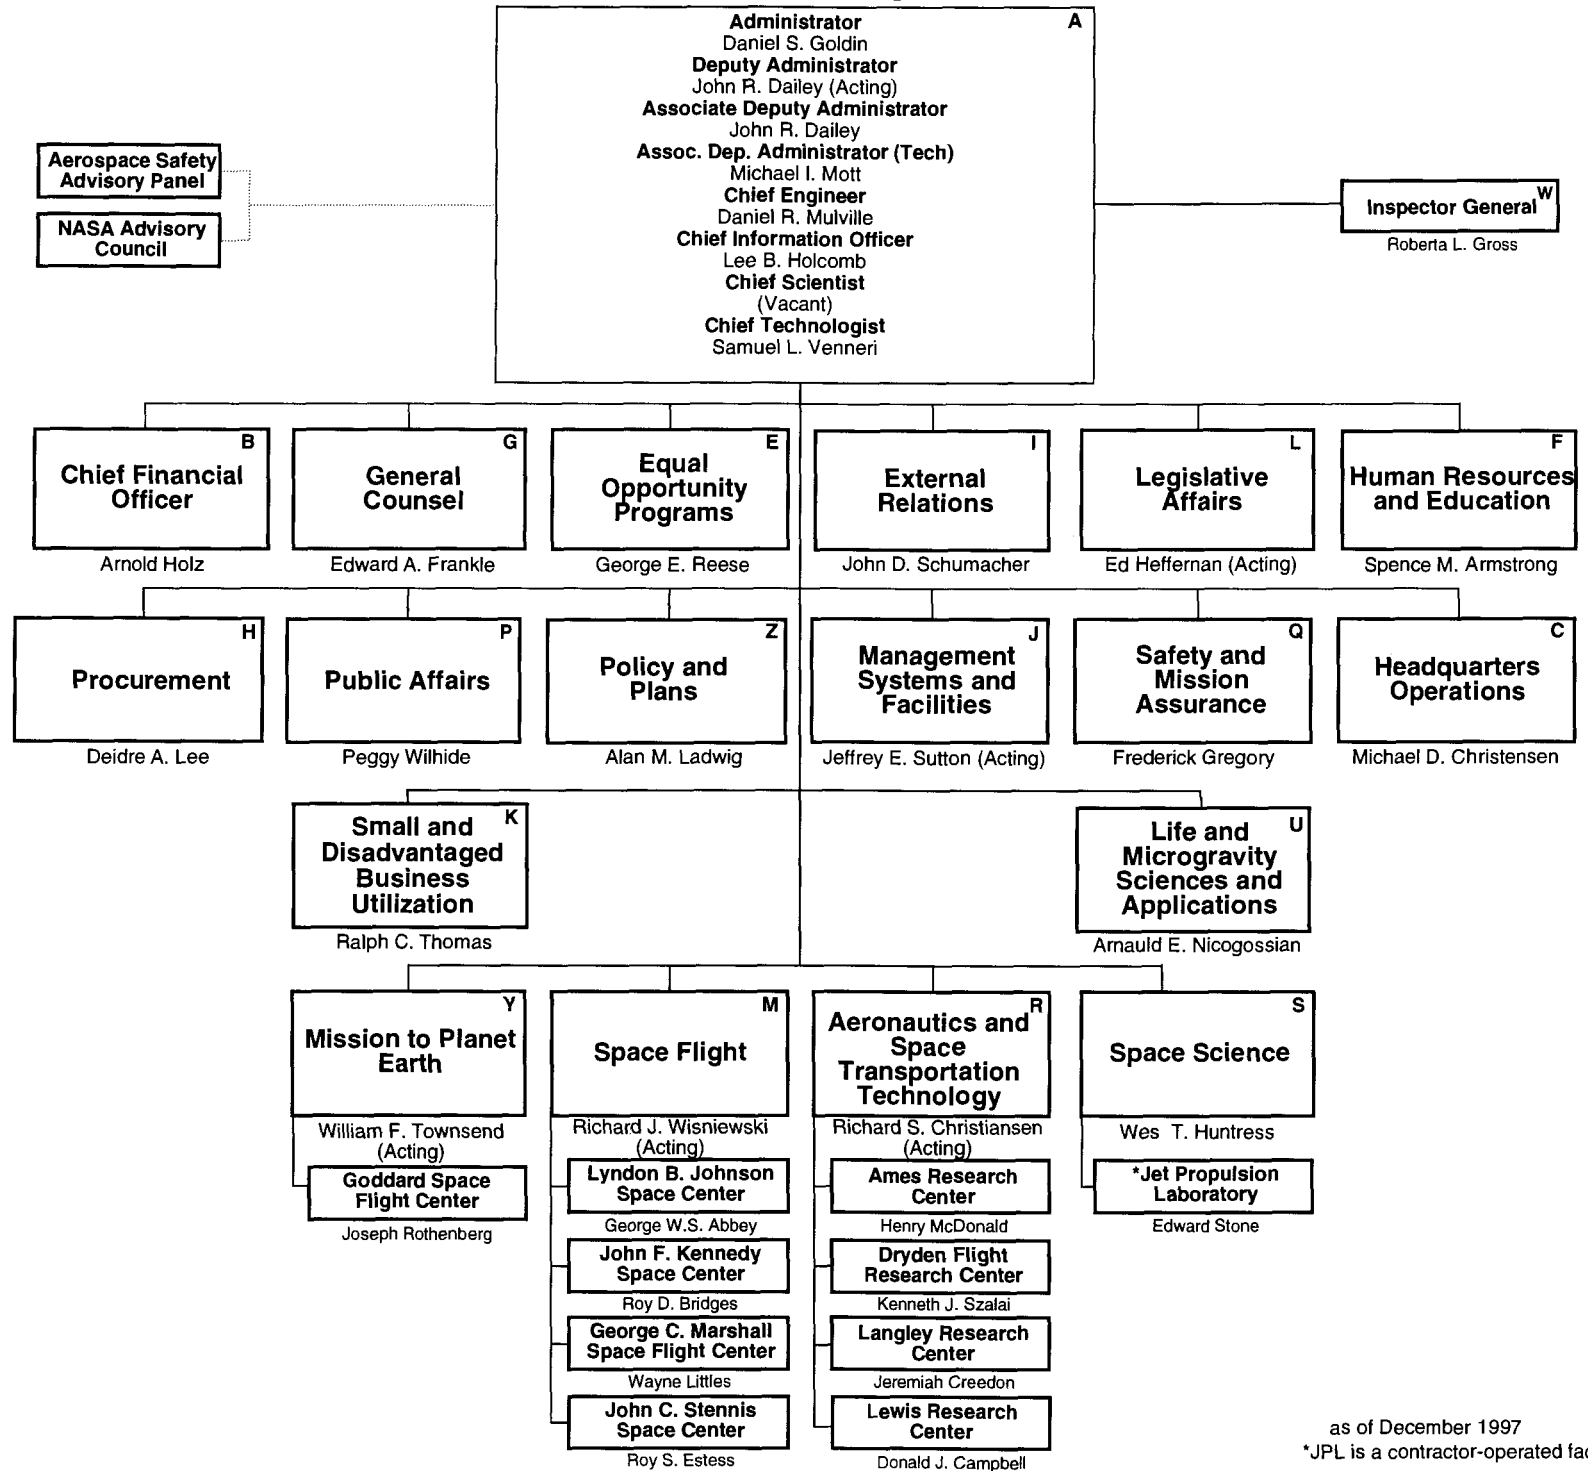 Administrator
A
Daniel S. Goldin
Deputy Administrator
John R. Dailey (Acting)
Associate Deputy Administrator
John R. Dailey
Assoc. Dep. Administrator (Tech)
Michael I. Mott
Chief Engineer
Daniel R. Mulville
Chief Information Officer
Lee B. Holcomb
Chief Scientist
(Vacant)
Chief Technologist
Samuel L. Venneri
Aerospace Safety
Advisory Panel
NASA Advisory
Council
Inspector General
W
Roberta L. Gross
B
Chief Financial
Officer
Arnold Holz
G
General
Counsel
Edward A. Frankle
E
Equal
Opportunity
Programs
George E. Reese
I
External
Relations
John D. Schumacher
L
Legislative
Affairs
Ed Heffernan (Acting)
F
Human Resources
and Education
Spence M. Armstrong
H
Procurement
Deidre A. Lee
P
Public Affairs
Peggy Wilhide
Z
Policy and
Plans
Alan M. Ladwig
J
Management
Systems and
Facilities
Jeffrey E. Sutton (Acting)
Q
Safety and
Mission
Assurance
Frederick Gregory
C
Headquarters
Operations
Michael D. Christensen
K
Small and
Disadvantaged
Business
Utilization
Ralph C. Thomas
U
Life and
Microgravity
Sciences and
Applications
Arnauld E. Nicogossian
Y
Mission to Planet
Earth
William F. Townsend
(Acting)
Goddard Space
Flight Center
Joseph Rothenberg
M
Space Flight
Richard J. Wisniewski
(Acting)
Lyndon B. Johnson
Space Center
George W.S. Abbey
John F. Kennedy
Space Center
Roy D. Bridges
George C. Marshall
Space Flight Center
Wayne Littles
John C. Stennis
Space Center
Roy S. Estess
R
Aeronautics and
Space
Transportation
Technology
Richard S. Christiansen
(Acting)
Ames Research
Center
Henry McDonald
Dryden Flight
Research Center
Kenneth J. Szalai
Langley Research
Center
Jeremiah Creedon
Lewis Research
Center
Donald J. Campbell
S
Space Science
Wes T. Huntress
*Jet Propulsion
Laboratory
Edward Stone
as of December 1997
*JPL is a contractor-operated